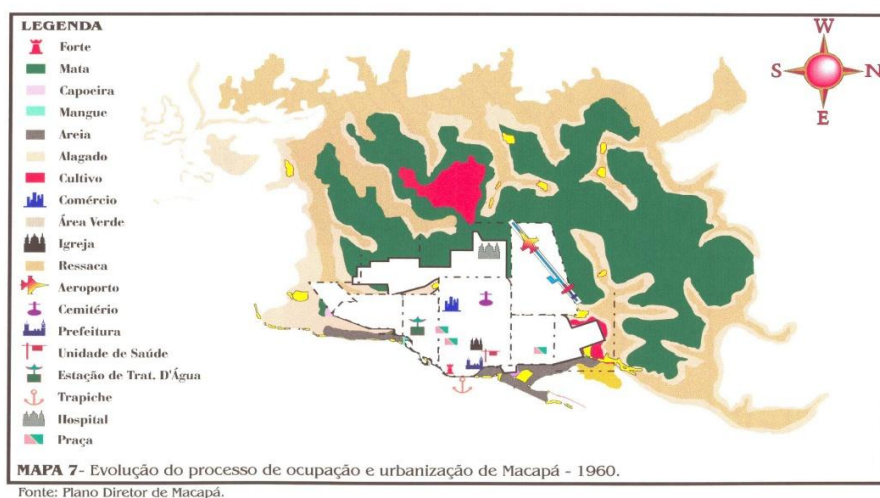 LEGENDA
Forte
Mata
Capoeira
Mangue
Areia
Alagado
Cultivo
Comércio
Área Verde
Igreja
Ressaca
Aeroporto
Cemitério
Prefeitura
Unidade de Saúde
Estação de Trat. D'Água
Trapiche
Hospital
Praça
W
S
N
E
MAPA 7- Evolução do processo de ocupação e urbanização de Macapá - 1960.
Fonte: Plano Diretor de Macapá.